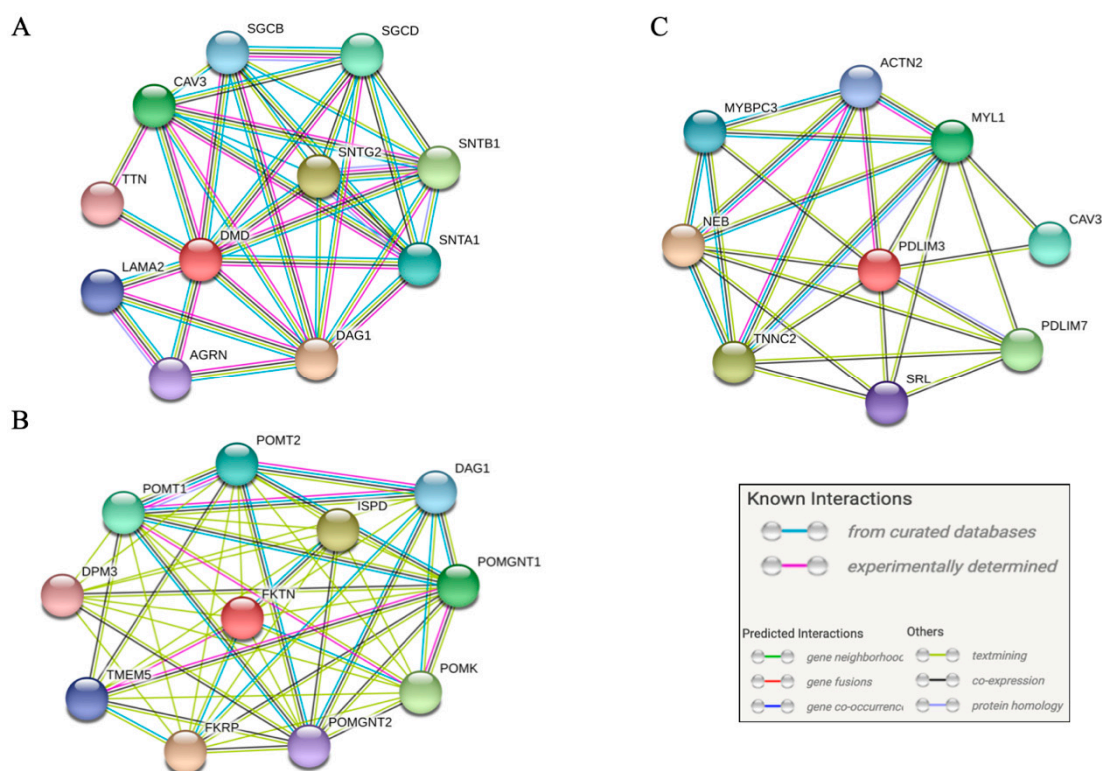 A
SGCB
SGCD
CAV3
SNTG2
SNTB1
TTN
DMD
SNTA1
LAMA2
DAG1
AGRN
B
POMT2
DAG1
POMT1
ISPD
POMGNT1
DPM3
FKTN
TMEM5
POMK
FKRP
POMGNT2
C
ACTN2
MYBPC3
MYL1
CAV3
NEB
PDLIM3
PDLIM7
TNNC2
SRL
Known Interactions
from curated databases
experimentally determined
Predicted Interactions
gene neighborhooc
gene fusions
gene co-occurrence
Others
textmining
co-expression
protein homology